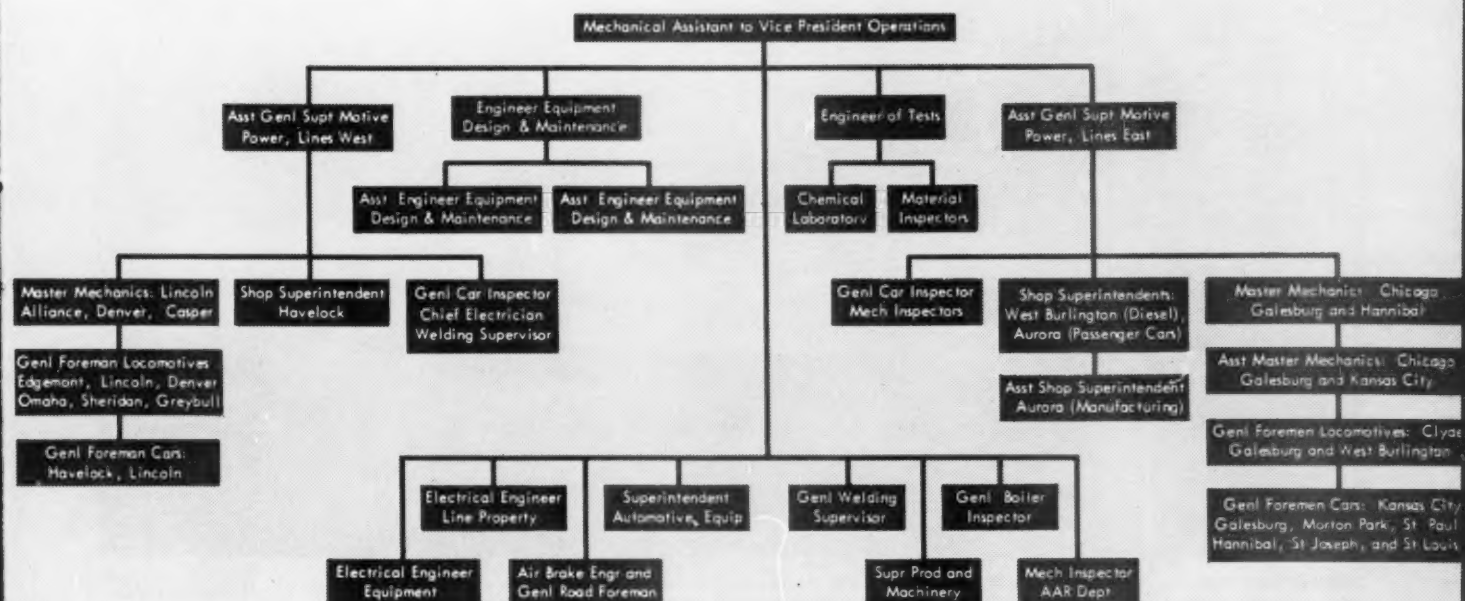 Mechanical Assistant to Vice President Operations
Asst Genl Supt Motive
Power, Lines West
Engineer Equipment
Design & Maintenance
Engineer of Tests
Asst Genl Supt Motive
Power, Lines East
Asst Engineer Equipment
Design & Maintenance
Asst Engineer Equipment
Design & Maintenance
Chemical
Laboratory
Material
Inspectors
Master Mechanics: Lincoln
Alliance, Denver, Casper
Shop Superintendent
Havelock
Genl Car Inspector
Chief Electrician
Welding Supervisor
Genl Car Inspector
Mech Inspectors
Shop Superintendents:
West Burlington (Diesel),
Aurora (Passenger Cars)
Master Mechanics: Chicago
Galesburg and Hannibal
Genl Foreman Locomotives
Edgemont, Lincoln, Denver
Omaha, Sheridan, Greybull
Asst Shop Superintendent
Aurora (Manufacturing)
Asst Master Mechanics: Chicago
Galesburg and Kansas City
Genl Foreman Cars:
Havelock, Lincoln
Genl Foremen Locomotives: Clyde
Galesburg and West Burlington
Electrical Engineer
Line Property
Superintendent
Automotive Equip
Genl Welding
Supervisor
Genl Boiler
Inspector
Genl Foremen Cars: Kansas City
Galesburg, Morton Park, St Paul
Hannibal, St Joseph, and St Louis
Electrical Engineer
Equipment
Air Brake Engr and
Genl Road Foreman
Supr Prod and
Machinery
Mech Inspector
AAR Dept